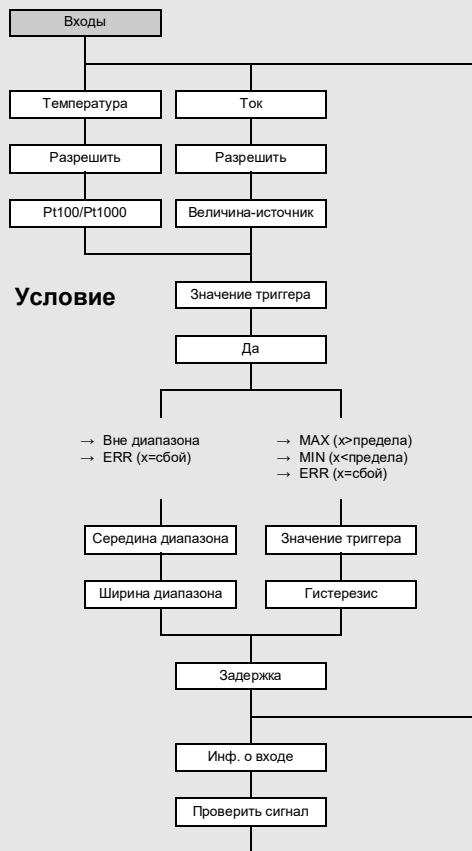 Входы
Температура
Ток
Разрешить
Разрешить
Pt100/Pt1000
Величина-источник
Условие
Значение триггера
Да
→ Вне диапазона
→ ERR (x=сбой)
→ MAX (x>предела)
→ MIN (x<предела)
→ ERR (x=сбой)
Середина диапазона
Значение триггера
Ширина диапазона
Гистерезис
Задержка
Инф. о входе
Проверить сигнал